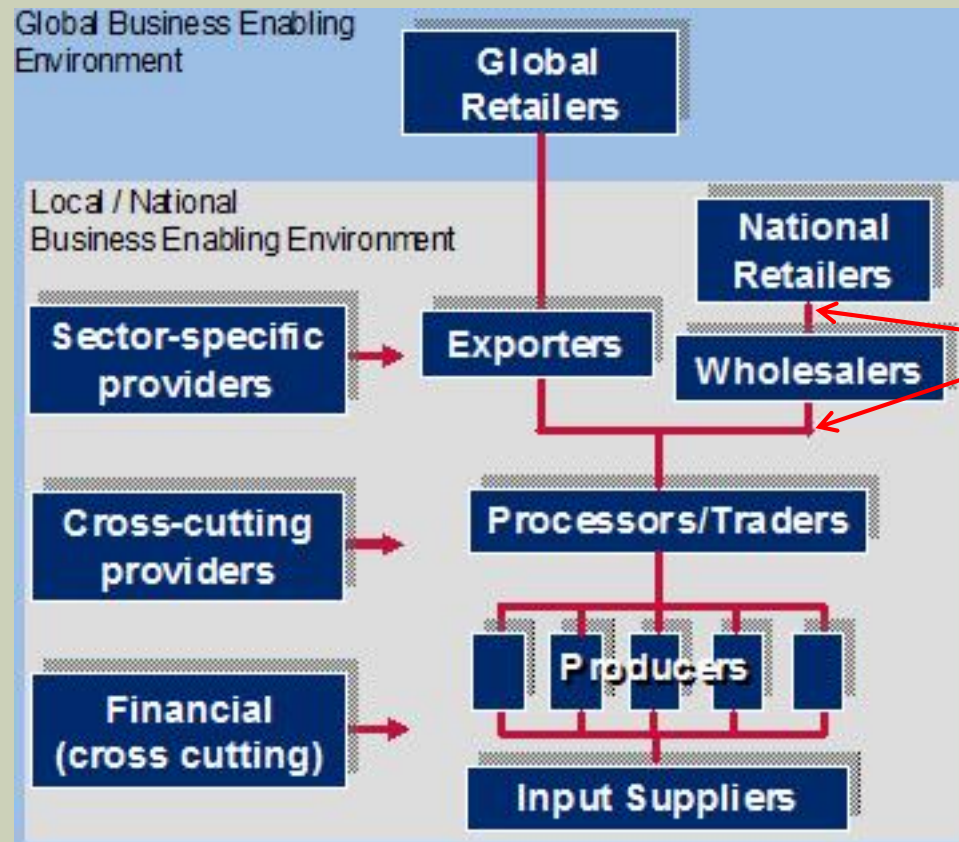 Global Business Enabling
Environment
Global
Retailers
Local / National
Business Enabling Environment
National
Retailers
Sector-specific
providers
Exporters
Wholesalers
Cross-cutting
providers
Processors/Traders
Producers
Financial
(cross cutting)
Input Suppliers